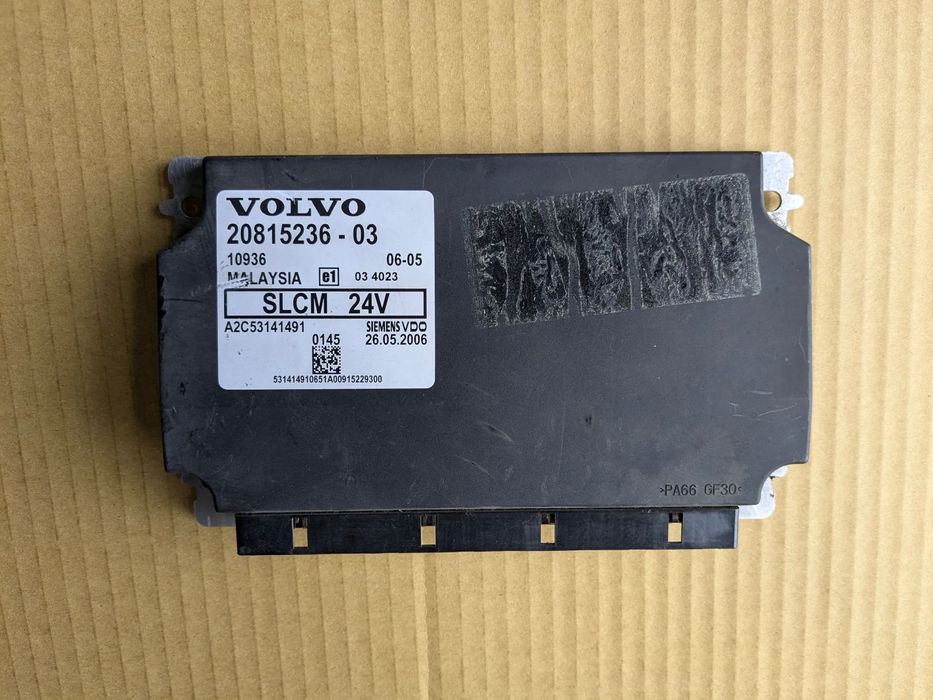 VOLVO
20815236 - 03
10936 06-05
MALAYSIA e1 03 4023
SLCM 24V
A2C53141491 SIEMENS VDO
0145 26.05.2006
531414910651A00915229300
>PA66 GF30<